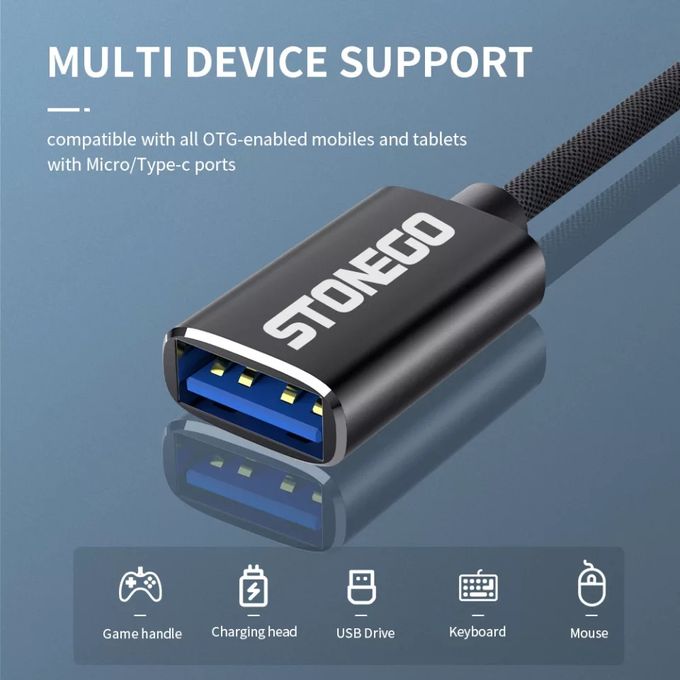 MULTI DEVICE SUPPORT
compatible with all OTG-enabled mobiles and tablets
with Micro/Type-c ports
STONEGO
Game handle
Charging head
USB Drive
Keyboard
Mouse